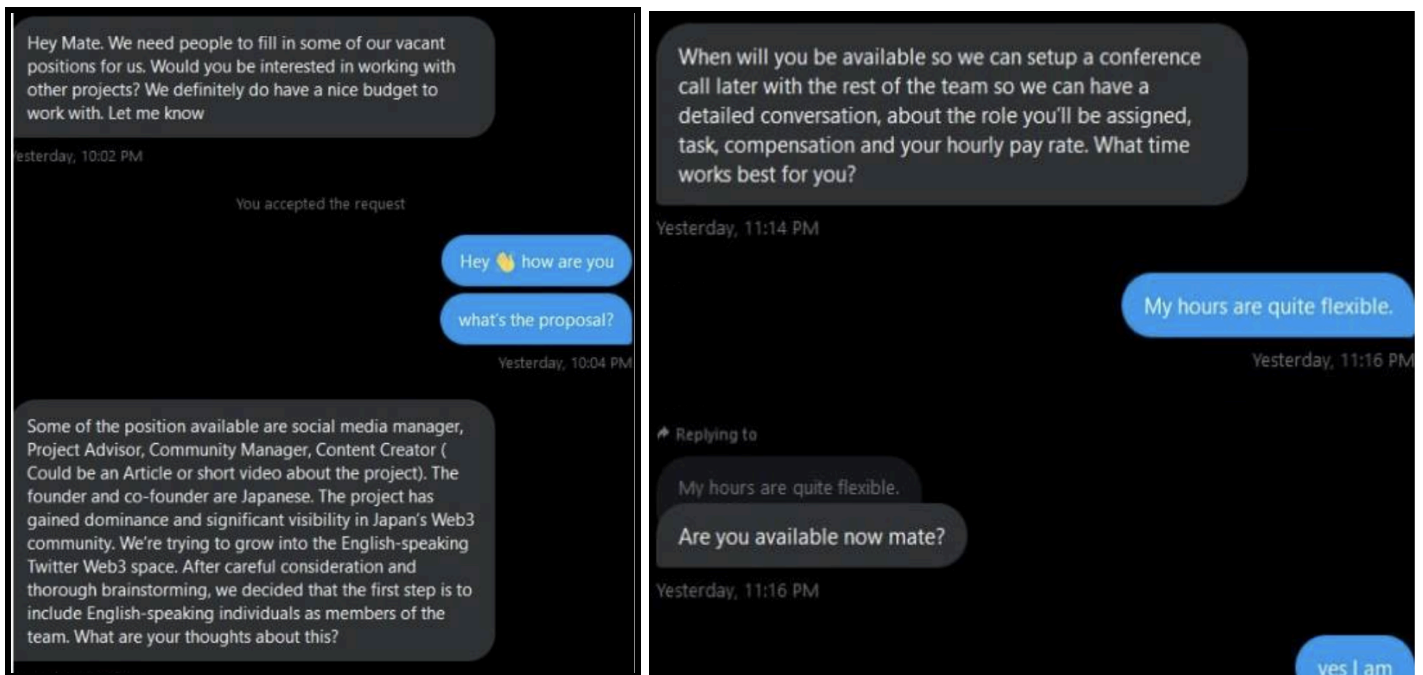 Hey Mate. We need people to fill in some of our vacant
positions for us. Would you be interested in working with
other projects? We definitely do have a nice budget to
work with. Let me know
esterday, 10:02 PM
You accepted the request
Hey 👋 how are you
what's the proposal?
Yesterday, 10:04 PM
Some of the position available are social media manager,
Project Advisor, Community Manager, Content Creator (
Could be an Article or short video about the project). The
founder and co-founder are Japanese. The project has
gained dominance and significant visibility in Japan's Web3
community. We're trying to grow into the English-speaking
Twitter Web3 space. After careful consideration and
thorough brainstorming, we decided that the first step is to
include English-speaking individuals as members of the
team. What are your thoughts about this?
When will you be available so we can setup a conference
call later with the rest of the team so we can have a
detailed conversation, about the role you'll be assigned,
task, compensation and your hourly pay rate. What time
works best for you?
Yesterday, 11:14 PM
My hours are quite flexible.
Yesterday, 11:16 PM
Replying to
My hours are quite flexible.
Are you available now mate?
Yesterday, 11:16 PM
yes I am